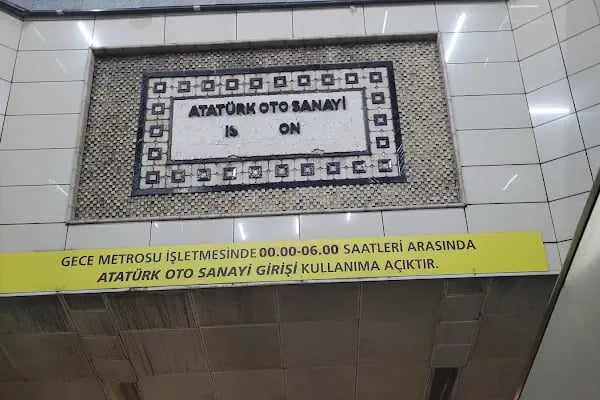 ATATÜRK OTO SANAYİ
IS ON
GECE METROSU İŞLETMESİNDE 00.00-06.00 SAATLERİ ARASINDA
ATATÜRK OTO SANAYİ GİRİŞİ KULLANIMA AÇIKTIR.